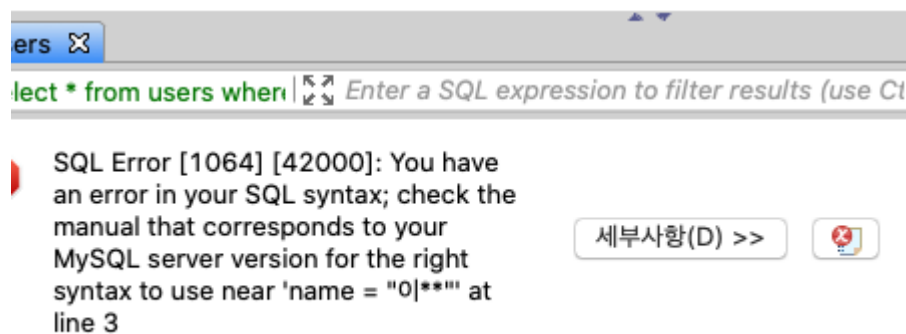 ers
lect * from users where
Enter a SQL expression to filter results (use Ct
SQL Error [1064] [42000]: You have
an error in your SQL syntax; check the
manual that corresponds to your
MySQL server version for the right
syntax to use near 'name = "이**"' at
line 3
세부사항(D) >>